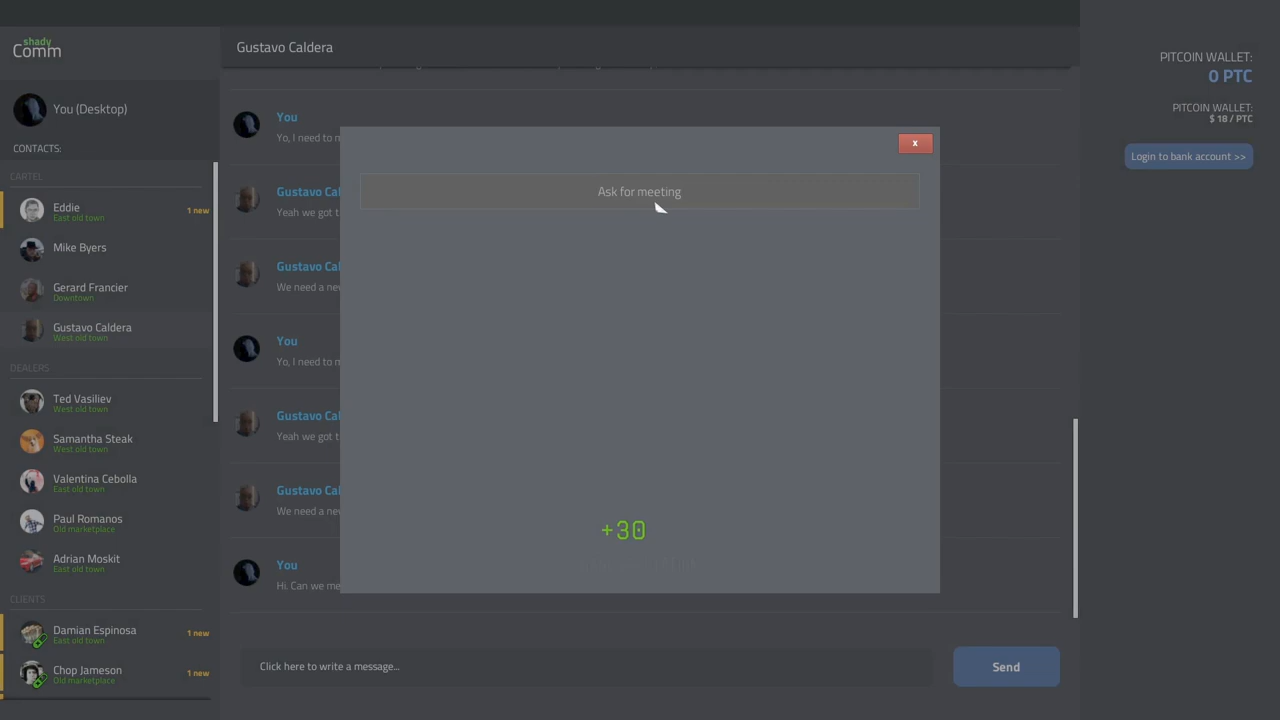 shady
Comm
You (Desktop)
CONTACTS:
CARTEL
Eddie
East old town
1 new
Mike Byers
Gerard Francier
Downtown
Gustavo Caldera
West old town
DEALERS
Ted Vasiliev
West old town
Samantha Steak
West old town
Valentina Cebolla
East old town
Paul Romanos
Old marketplace
Adrian Moskit
East old town
CLIENTS
Damian Espinosa
East old town
1 new
Chop Jameson
Old marketplace
1 new
Gustavo Caldera
You
Yo, I need to m
Gustavo Cal
Yeah we got t
Gustavo Cal
We need a new
You
Yo, I need to m
Gustavo Cal
Yeah we got t
Gustavo Cal
We need a new
You
Hi. Can we me
x
Ask for meeting
+30
Click here to write a message...
Send
PITCOIN WALLET:
0 PTC
PITCOIN WALLET:
$ 18 / PTC
Login to bank account >>